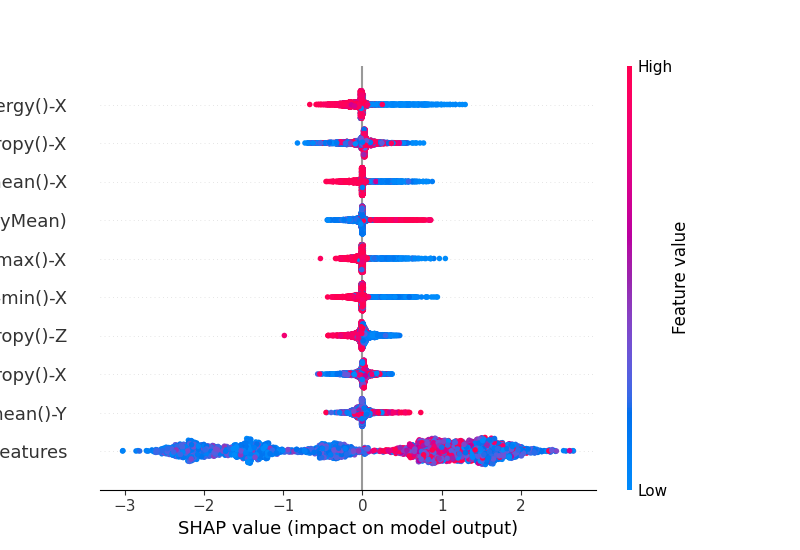 High
ergy()-X
ropy()-X
ean()-X
yMean)
max()-X
min()-X
ropy()-Z
ropy()-X
nean()-Y
eatures
Feature value
Low
−3 −2 −1 0 1 2
SHAP value (impact on model output)